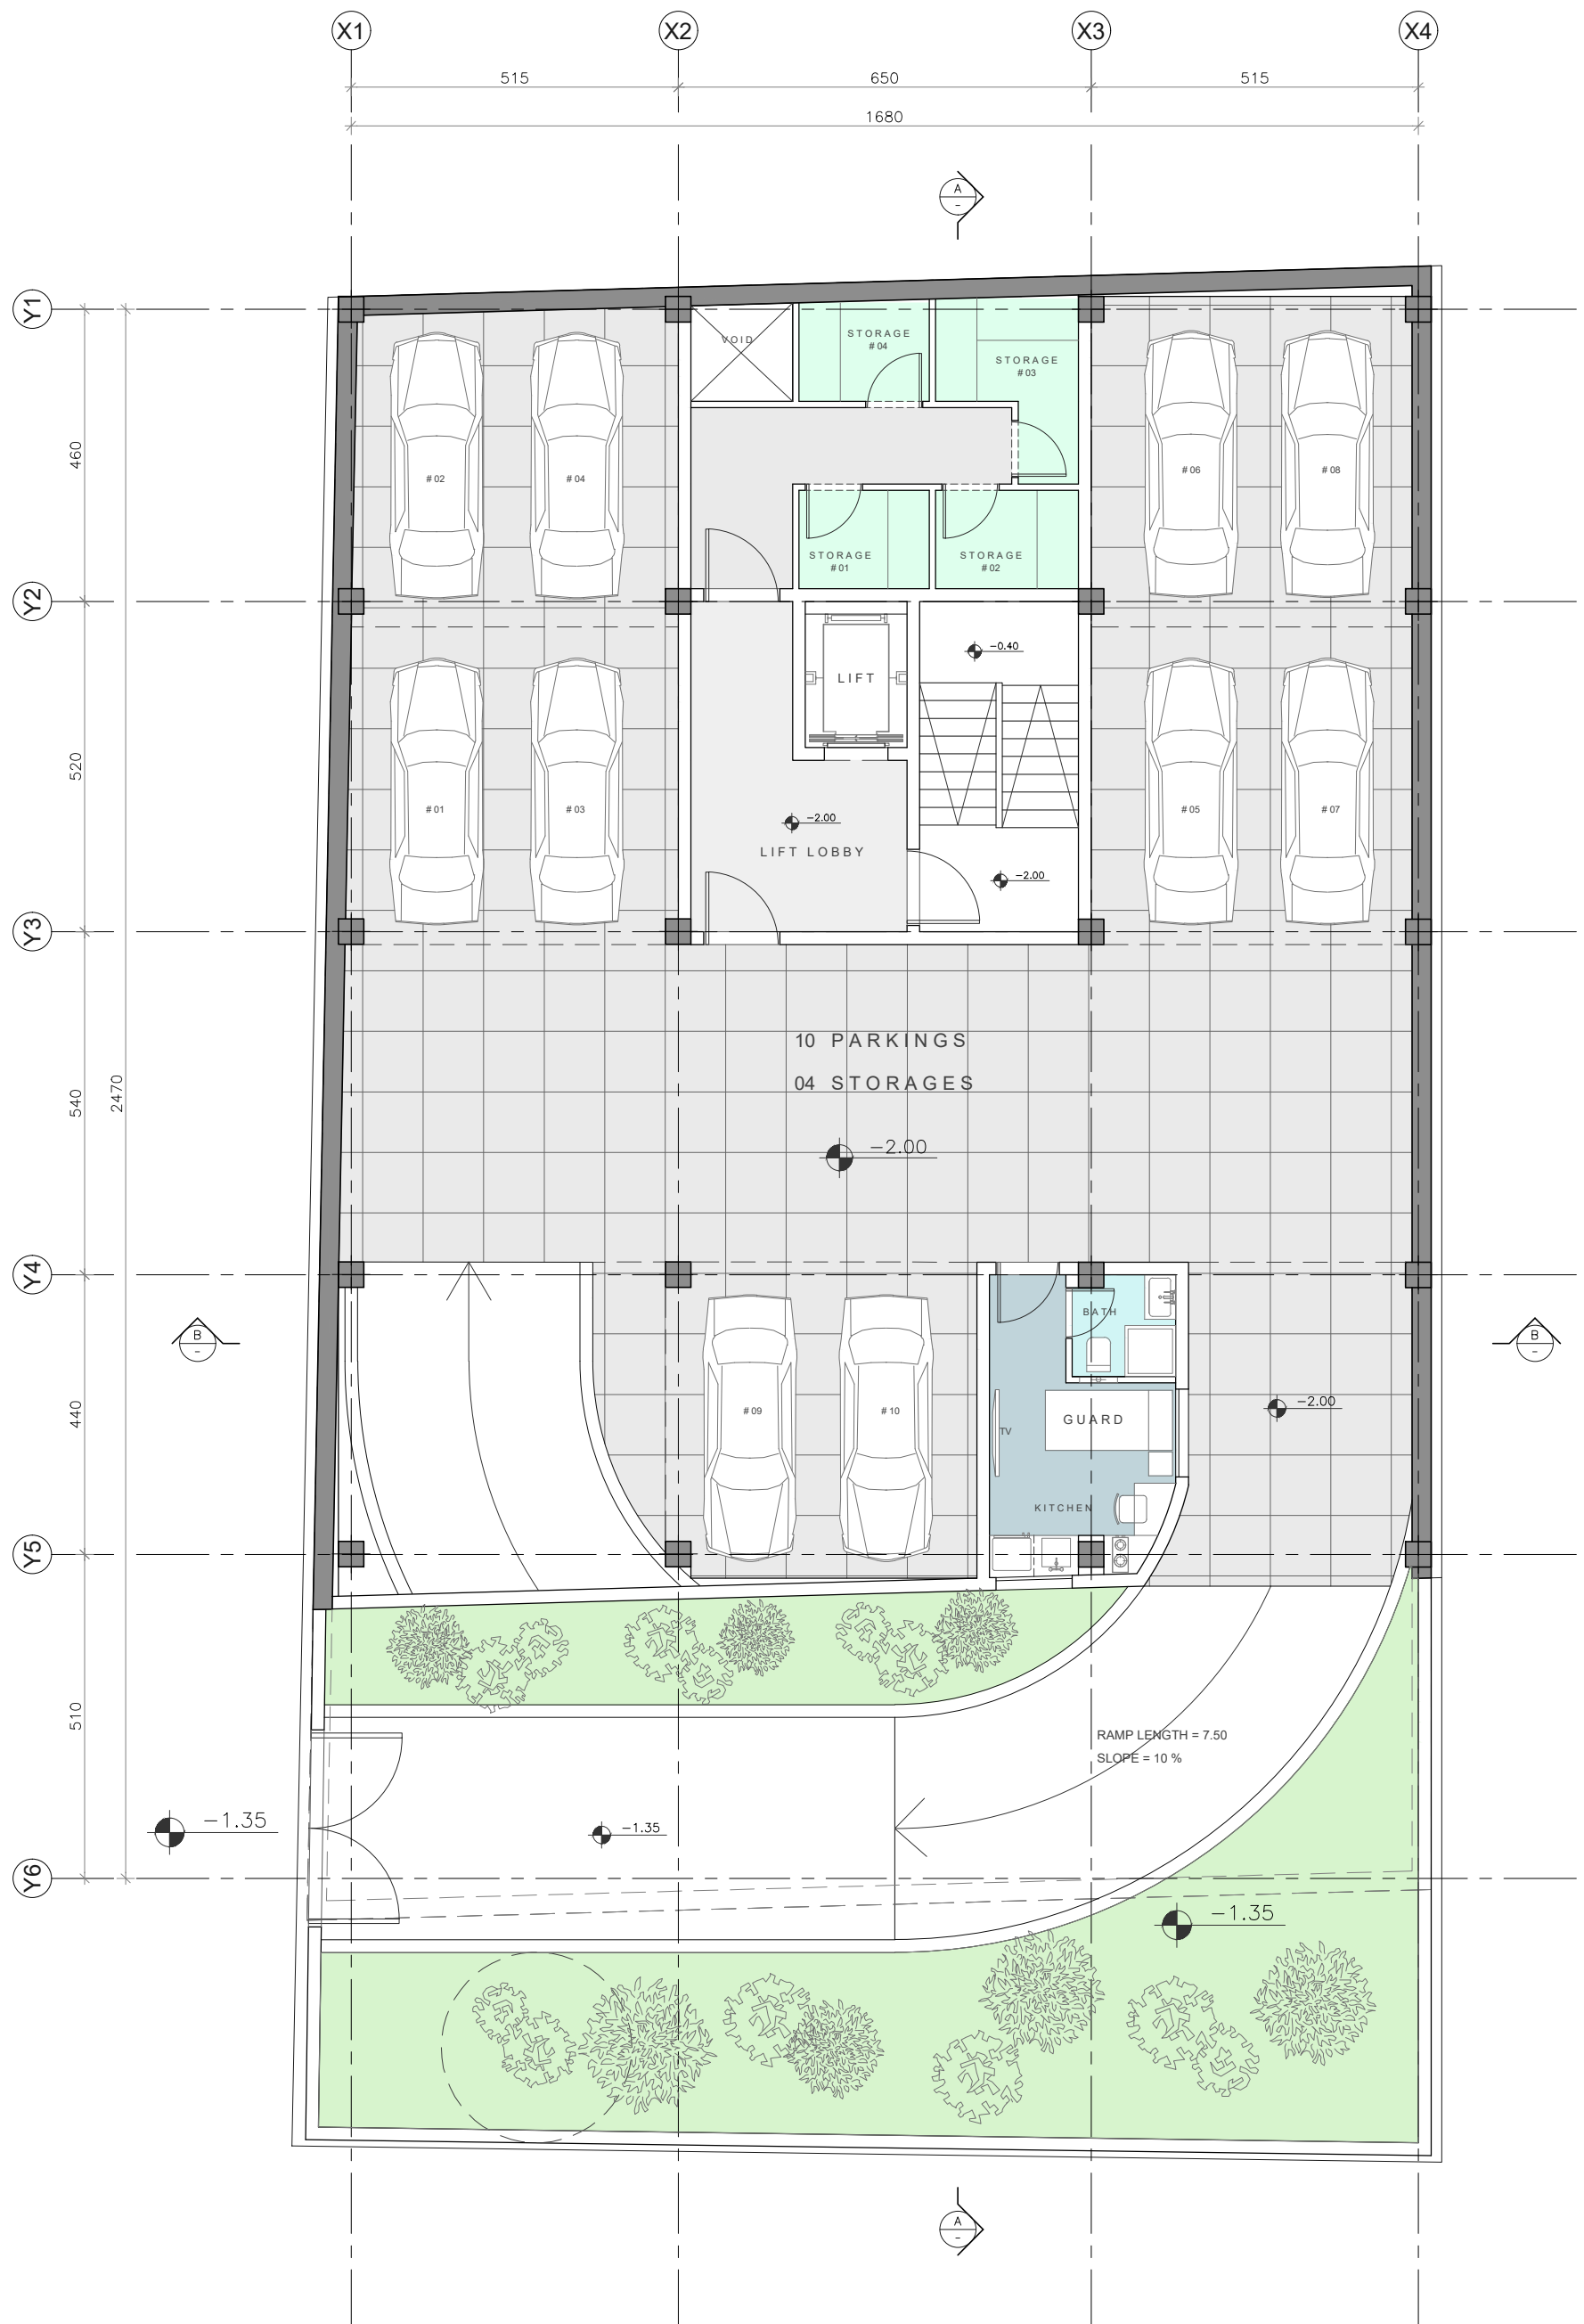 X1 X2 X3 X4
515 650 515
1680
A
-
Y1
VOID
STORAGE
# 04
STORAGE
# 03
460
# 02 # 04
# 06 # 08
STORAGE
# 01
STORAGE
# 02
Y2
-0.40
LIFT
520
# 01 # 03
# 05 # 07
-2.00
LIFT LOBBY
-2.00
Y3
10 PARKINGS
04 STORAGES
540
2470
-2.00
Y4
BATH
B
-
B
-
440
# 09 # 10
GUARD
-2.00
TV
KITCHEN
Y5
510
RAMP LENGTH = 7.50
SLOPE = 10 %
-1.35
-1.35
Y6
-1.35
A
-